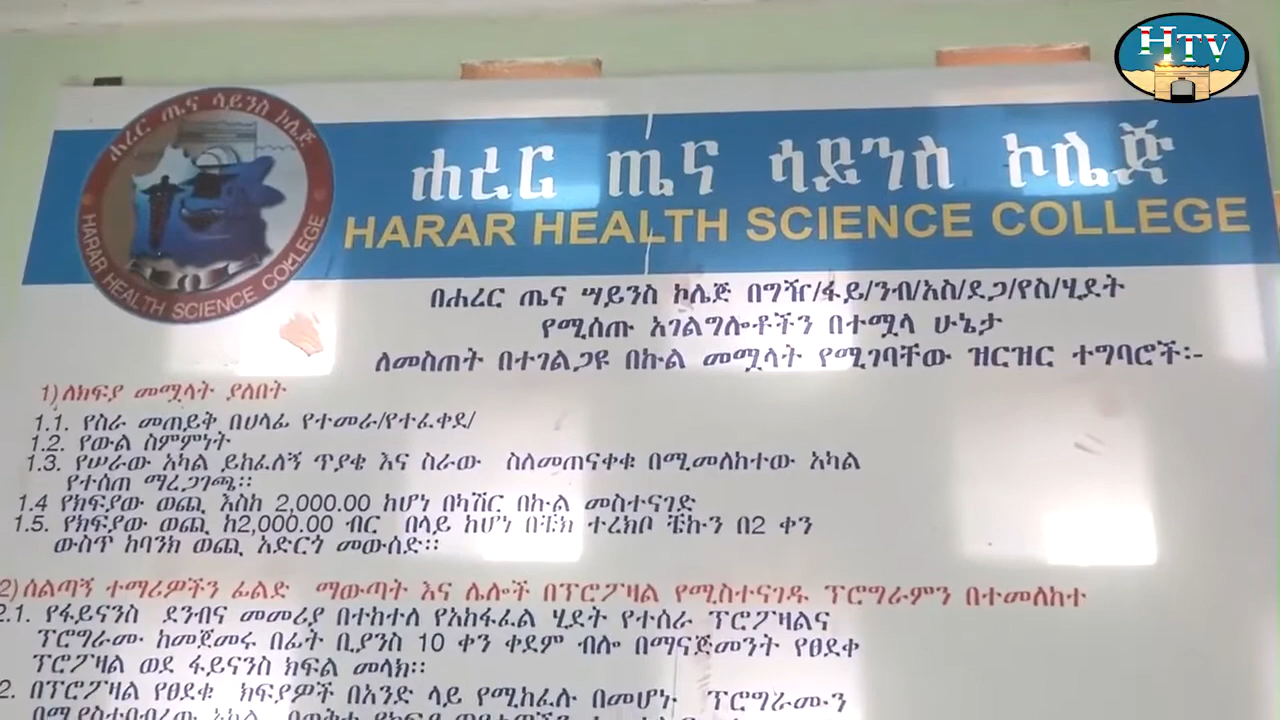 HTV
ሐረር ጤና ሳይንስ ኮሌጅ
HARAR HEALTH SCIENCE COLLEGE
ሐረር ጤና ሳይንስ ኮሌጅ
HARAR HEALTH SCIENCE COLLEGE
በሐረር ጤና ሣይንስ ኮሌጅ በግዥ/ፋይ/ንብ/አስ/ደጋ/የስ/ሂደት
የሚሰጡ አገልግሎቶችን በተሟላ ሁኔታ
ለመስጠት በተገልጋዩ በኩል መሟላት የሚገባቸው ዝርዝር ተግባሮች፡-
1) ለክፍያ መሟላት ያለበት
1.1. የስራ መጠይቅ በሀላፊ የተመራ/የተፈቀደ/
1.2. የውል ስምምነት
1.3. የሠራው አካል ይከፈለኝ ጥያቄ እና ስራው ስለመጠናቀቁ በሚመለከተው አካል
የተሰጠ ማረጋገጫ፡፡
1.4 የክፍያው ወጪ እስከ 2,000.00 ከሆነ በካሸር በኩል መስተናገድ
1.5. የክፍያው ወጪ ከ2,000.00 ብር በላይ ከሆነ በቼክ ተረክቦ ቼኩን በ2 ቀን
ውስጥ ከባንክ ወጪ አድርጎ መውሰድ፡፡
2) ሰልጣኝ ተማሪዎችን ፊልድ ማውጣት እና ሌሎች በፕሮፖዛል የሚስተናገዱ ፕሮግራምን በተመለከተ
2.1. የፋይናንስ ደንብና መመሪያ በተከተለ የአከፋፈል ሂደት የተሰራ ፕሮፖዛልና
ፕሮግራሙ ከመጀመሩ በፊት ቢያንስ 10 ቀን ቀደም ብሎ በማናጅመንት የፀደቀ
ፕሮፖዛል ወደ ፋይናንስ ክፍል መላክ፡፡
2. በፕሮፖዛል የፀደቁ ክፍያዎች በአንድ ላይ የሚከፈሉ በመሆኑ ፕሮግራሙን